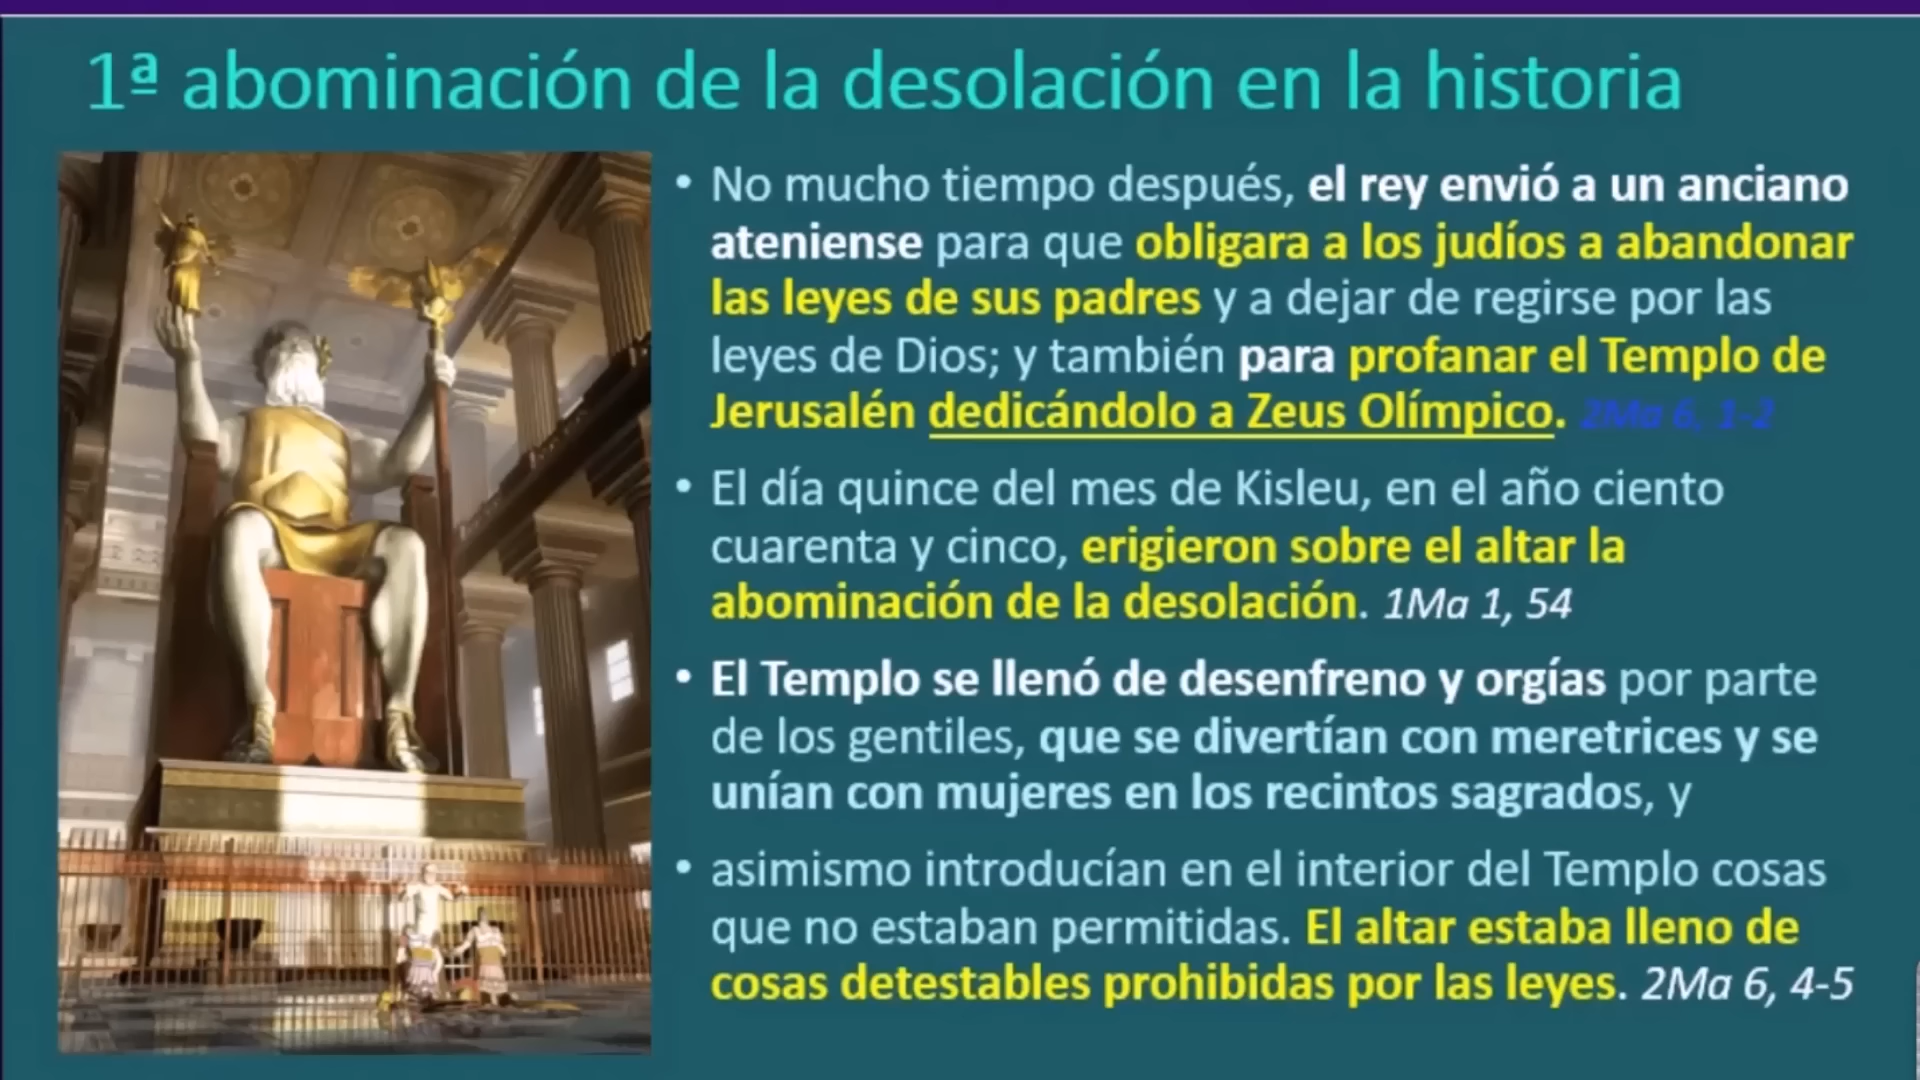 1ª abominación de la desolación en la historia
• No mucho tiempo después, el rey envió a un anciano
ateniense para que obligara a los judíos a abandonar
las leyes de sus padres y a dejar de regirse por las
leyes de Dios; y también para profanar el Templo de
Jerusalén dedicándolo a Zeus Olímpico. 2Ma 6, 1-2
• El día quince del mes de Kisleu, en el año ciento
cuarenta y cinco, erigieron sobre el altar la
abominación de la desolación. 1Ma 1, 54
• El Templo se llenó de desenfreno y orgías por parte
de los gentiles, que se divertían con meretrices y se
unían con mujeres en los recintos sagrados, y
• asimismo introducían en el interior del Templo cosas
que no estaban permitidas. El altar estaba lleno de
cosas detestables prohibidas por las leyes. 2Ma 6, 4-5